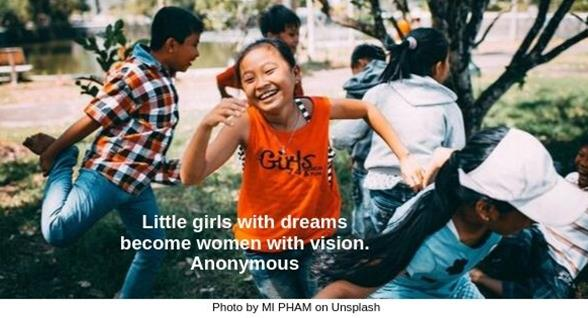 Girls
Little girls with dreams
become women with vision.
Anonymous
Photo by MI PHAM on Unsplash